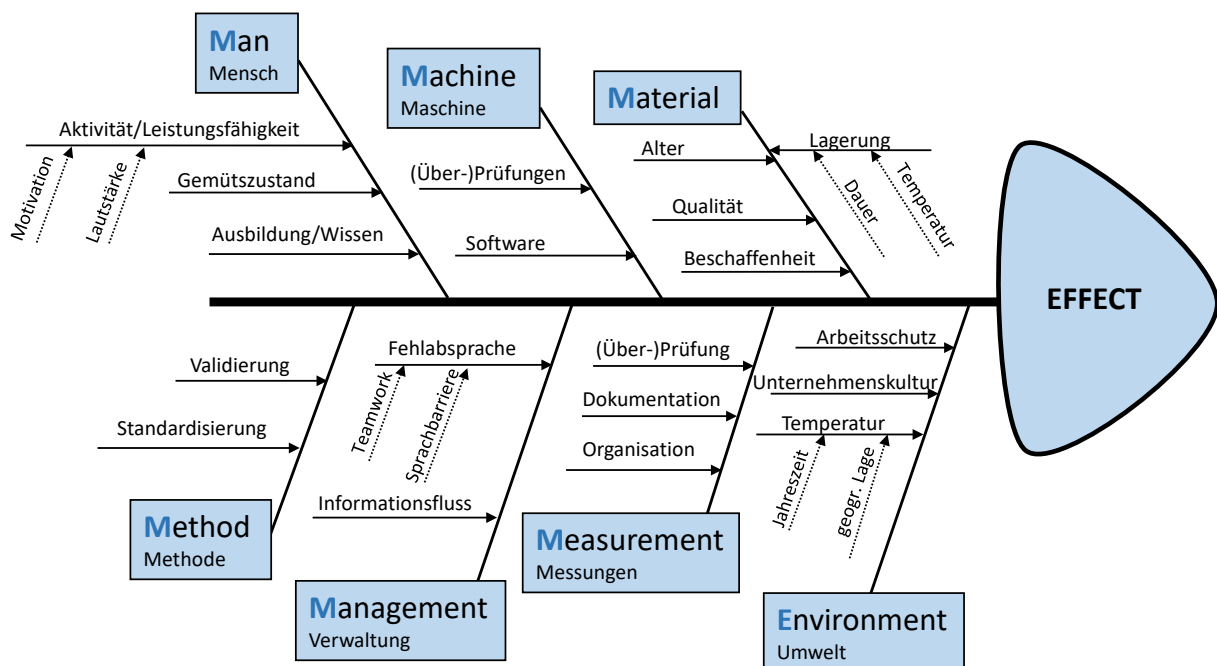 Man
Mensch
Machine
Maschine
Material
Aktivität/Leistungsfähigkeit
Motivation
Lautstärke
Gemütszustand
Ausbildung/Wissen
(Über-)Prüfungen
Software
Alter
Lagerung
Dauer
Temperatur
Qualität
Beschaffenheit
EFFECT
Validierung
Standardisierung
Method
Methode
Fehlabsprache
Teamwork
Sprachbarriere
Informationsfluss
Management
Verwaltung
(Über-)Prüfung
Dokumentation
Organisation
Measurement
Messungen
Arbeitsschutz
Unternehmenskultur
Temperatur
Jahreszeit
geogr. Lage
Environment
Umwelt